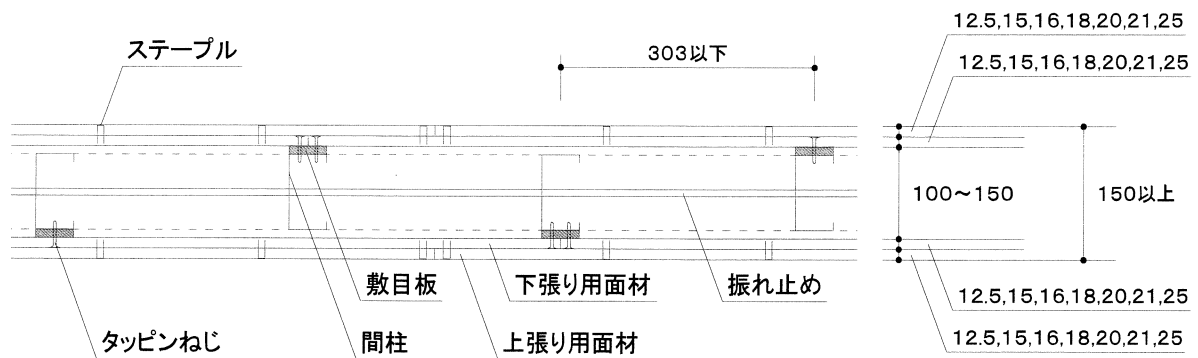 ステープル
303以下
12.5,15,16,18,20,21,25
12.5,15,16,18,20,21,25
100～150
150以上
敷目板
下張り用面材
振れ止め
12.5,15,16,18,20,21,25
タッピンねじ
間柱
上張り用面材
12.5,15,16,18,20,21,25